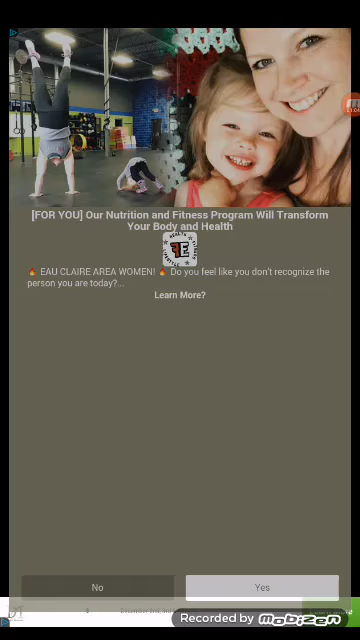 [FOR YOU] Our Nutrition and Fitness Program Will Transform
Your Body and Health
🔥 EAU CLAIRE AREA WOMEN! 🔥 Do you feel like you don't recognize the
person you are today?...
Learn More?
No
Yes
Recorded by MOBIZEN